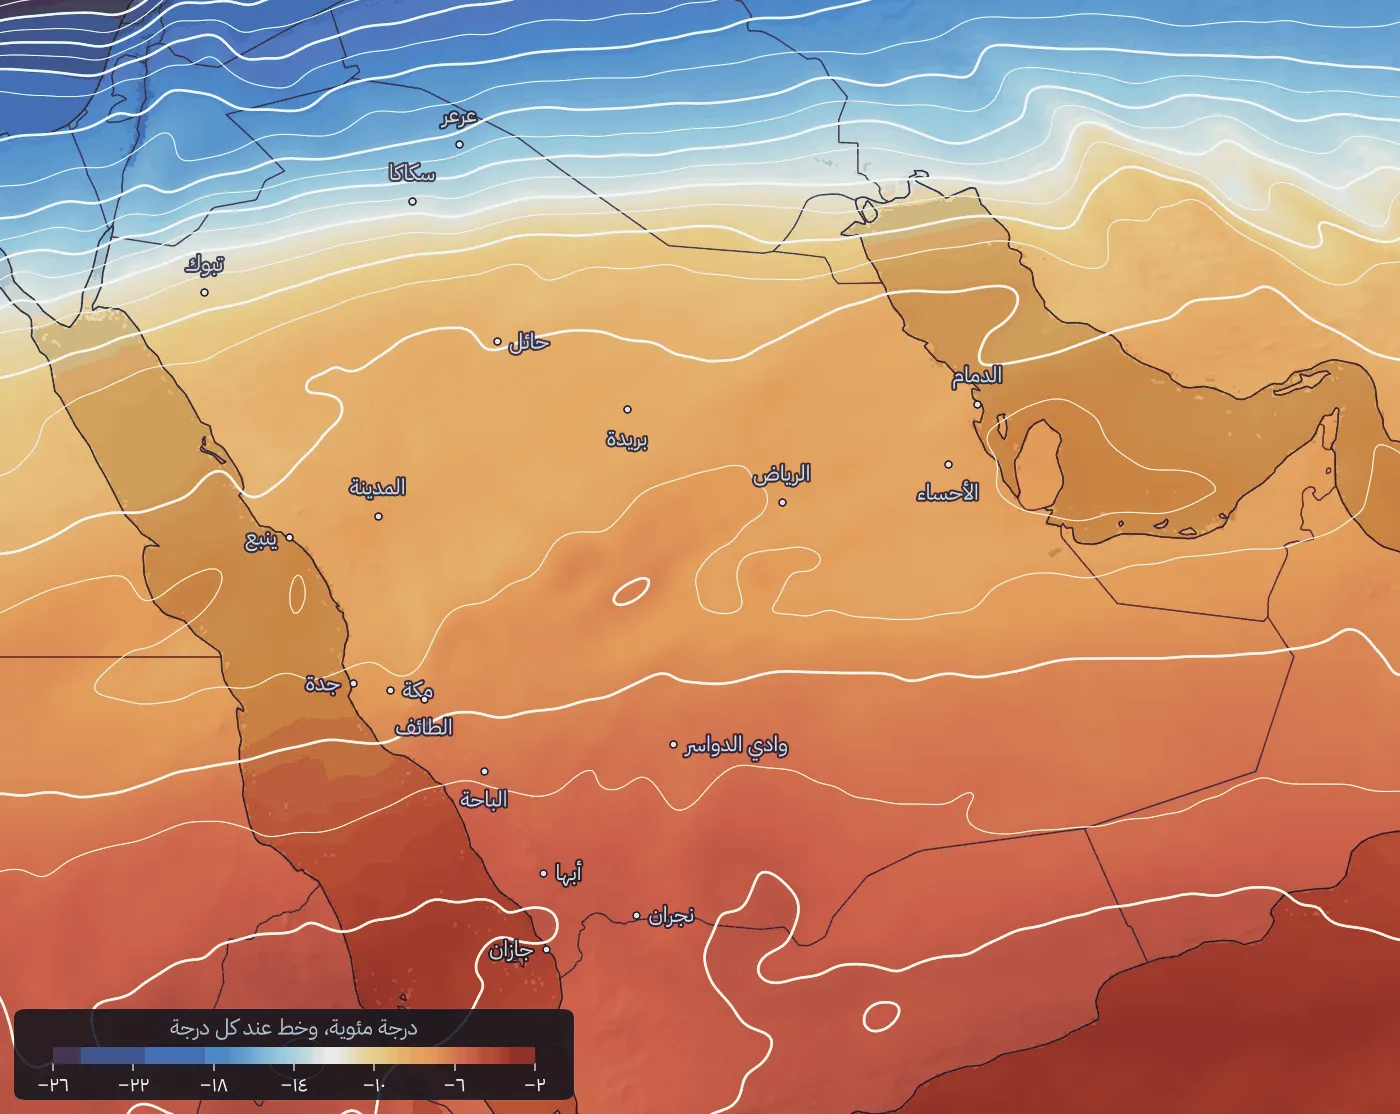 عرعر
سكاكا
تبوك
حائل
الدمام
بريدة
الرياض
المدينة
الأحساء
ينبع
جدة
مكة
الطائف
وادي الدواسر
الباحة
أبها
نجران
جازان
درجة مئوية، وخط عند كل درجة
−٢٦ −٢٢ −١٨ −١٤ −١٠ −٦ −٢